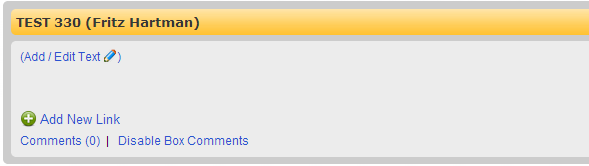 TEST 330 (Fritz Hartman)
(Add / Edit Text )
Add New Link
Comments (0) | Disable Box Comments